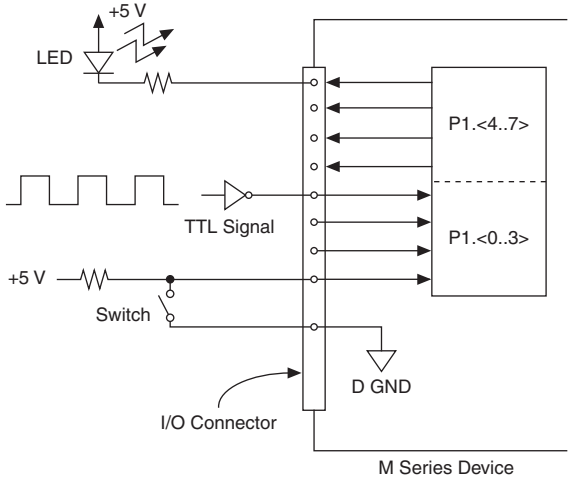 +5 V
LED
P1.<4..7>
TTL Signal
P1.<0..3>
+5 V
Switch
D GND
I/O Connector
M Series Device